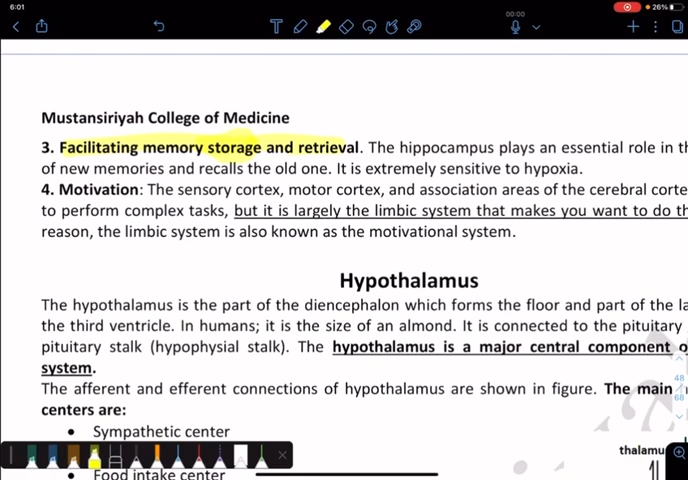 6:01
00:00
26%
Mustansiriyah College of Medicine
3. Facilitating memory storage and retrieval. The hippocampus plays an essential role in th
of new memories and recalls the old one. It is extremely sensitive to hypoxia.
4. Motivation: The sensory cortex, motor cortex, and association areas of the cerebral corte
to perform complex tasks, but it is largely the limbic system that makes you want to do th
reason, the limbic system is also known as the motivational system.
Hypothalamus
The hypothalamus is the part of the diencephalon which forms the floor and part of the la
the third ventricle. In humans; it is the size of an almond. It is connected to the pituitary
pituitary stalk (hypophysial stalk). The hypothalamus is a major central component o
system.
The afferent and efferent connections of hypothalamus are shown in figure. The main
centers are:
48
68
• Sympathetic center
thalamu
• Food intake center